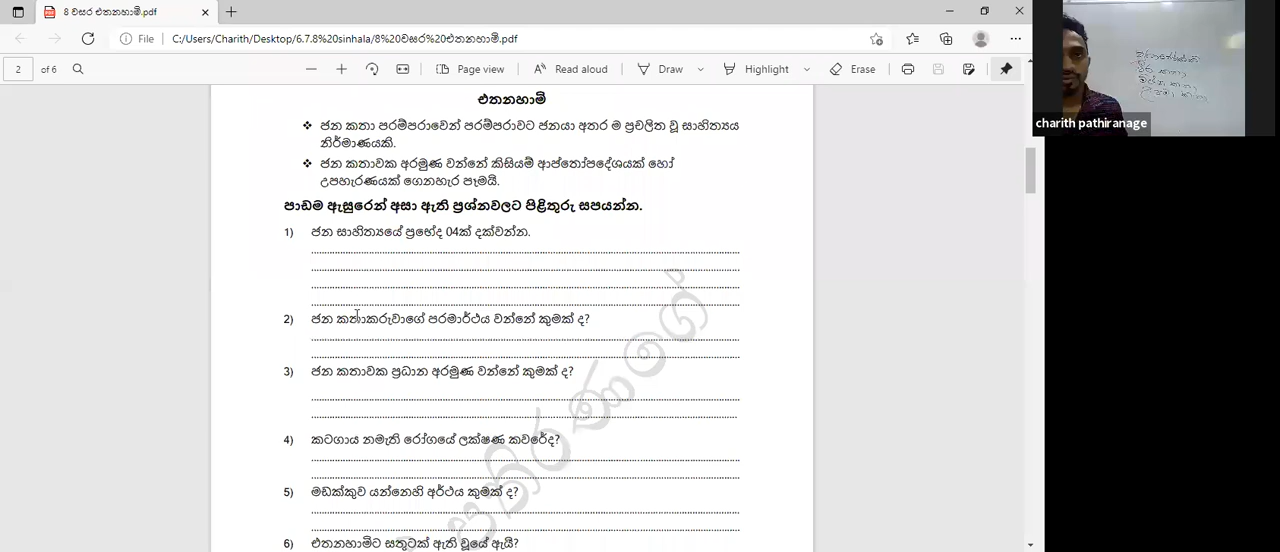 8 වසර එතනහාමි.pdf
File C:/Users/Charith/Desktop/6.7.8%20sinhala/8%20වසර%20එතනහාමි.pdf
2 of 6 Page view Read aloud Draw Highlight Erase
එතනහාමි
❖ ජන කතා පරම්පරාවෙන් පරම්පරාවට ජනයා අතර ම ප්‍රචලිත වූ සාහිත්‍යය
නිර්මාණයකි.
❖ ජන කතාවක අරමුණ වන්නේ කිසියම් ආප්තෝපදේශයක් හෝ
උපහැරණයක් ගෙනහැර පෑමයි.
පාඩම ඇසුරෙන් අසා ඇති ප්‍රශ්නවලට පිළිතුරු සපයන්න.
1) ජන සාහිත්‍යයේ ප්‍රභේද 04ක් දක්වන්න.
2) ජන කතාකරුවාගේ පරමාර්ථය වන්නේ කුමක් ද?
3) ජන කතාවක ප්‍රධාන අරමුණ වන්නේ කුමක් ද?
4) කටගාය නමැති රෝගයේ ලක්ෂණ කවරේද?
5) මඩක්කුව යන්නෙහි අර්ථය කුමක් ද?
6) එතනහාමිට සතුටක් ඇති වූයේ ඇයි?
charith pathiranage